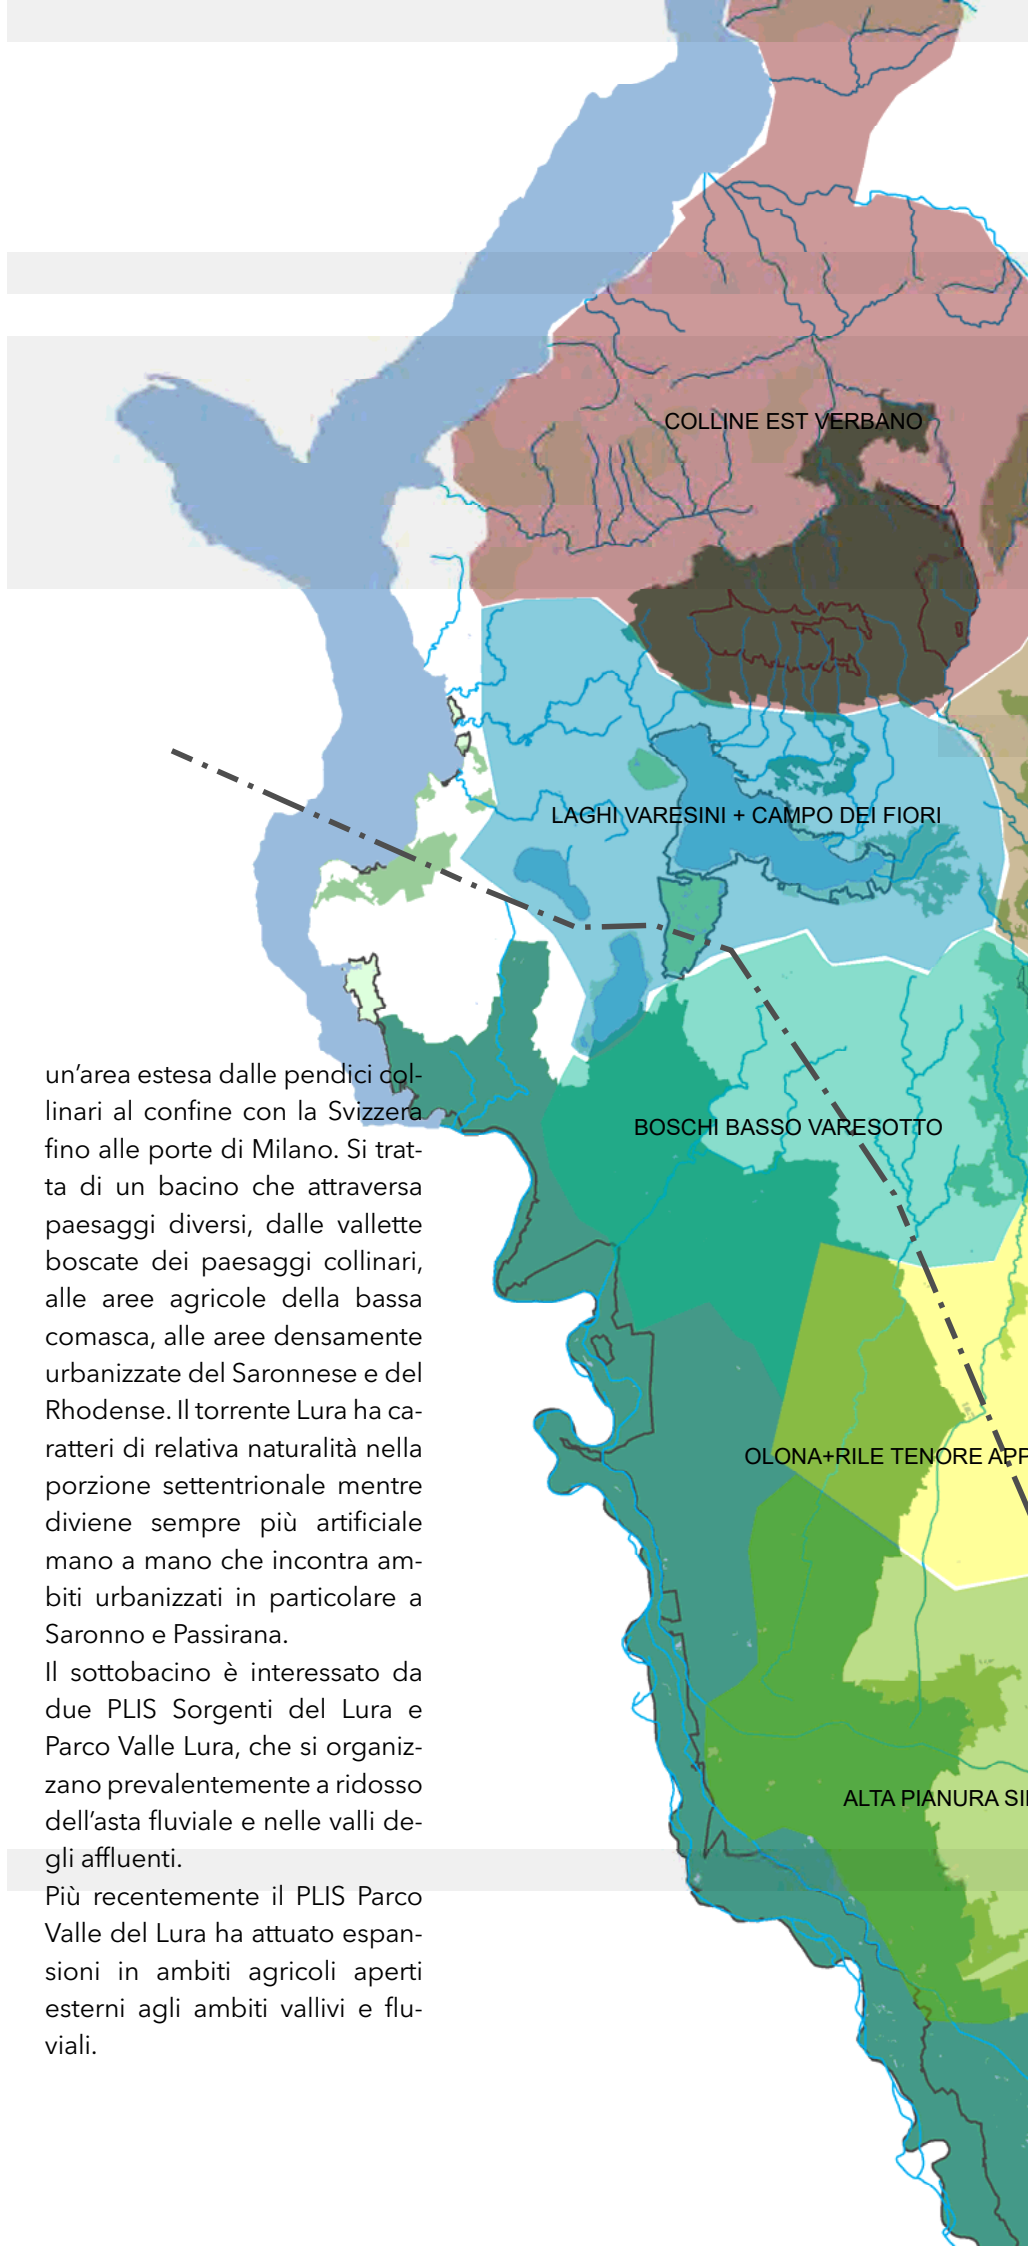 COLLINE EST VERBANO
LAGHI VARESINI + CAMPO DEI FIORI
un’area estesa dalle pendici col-
linari al confine con la Svizzera
fino alle porte di Milano. Si trat-
ta di un bacino che attraversa
paesaggi diversi, dalle vallette
boscate dei paesaggi collinari,
alle aree agricole della bassa
comasca, alle aree densamente
urbanizzate del Saronnese e del
Rhodense. Il torrente Lura ha ca-
ratteri di relativa naturalità nella
porzione settentrionale mentre
diviene sempre più artificiale
mano a mano che incontra am-
biti urbanizzati in particolare a
Saronno e Passirana.
Il sottobacino è interessato da
due PLIS Sorgenti del Lura e
Parco Valle Lura, che si organiz-
zano prevalentemente a ridosso
dell’asta fluviale e nelle valli de-
gli affluenti.
Più recentemente il PLIS Parco
Valle del Lura ha attuato espan-
sioni in ambiti agricoli aperti
esterni agli ambiti vallivi e flu-
viali.
BOSCHI BASSO VARESOTTO
OLONA+RILE TENORE APP
ALTA PIANURA SI